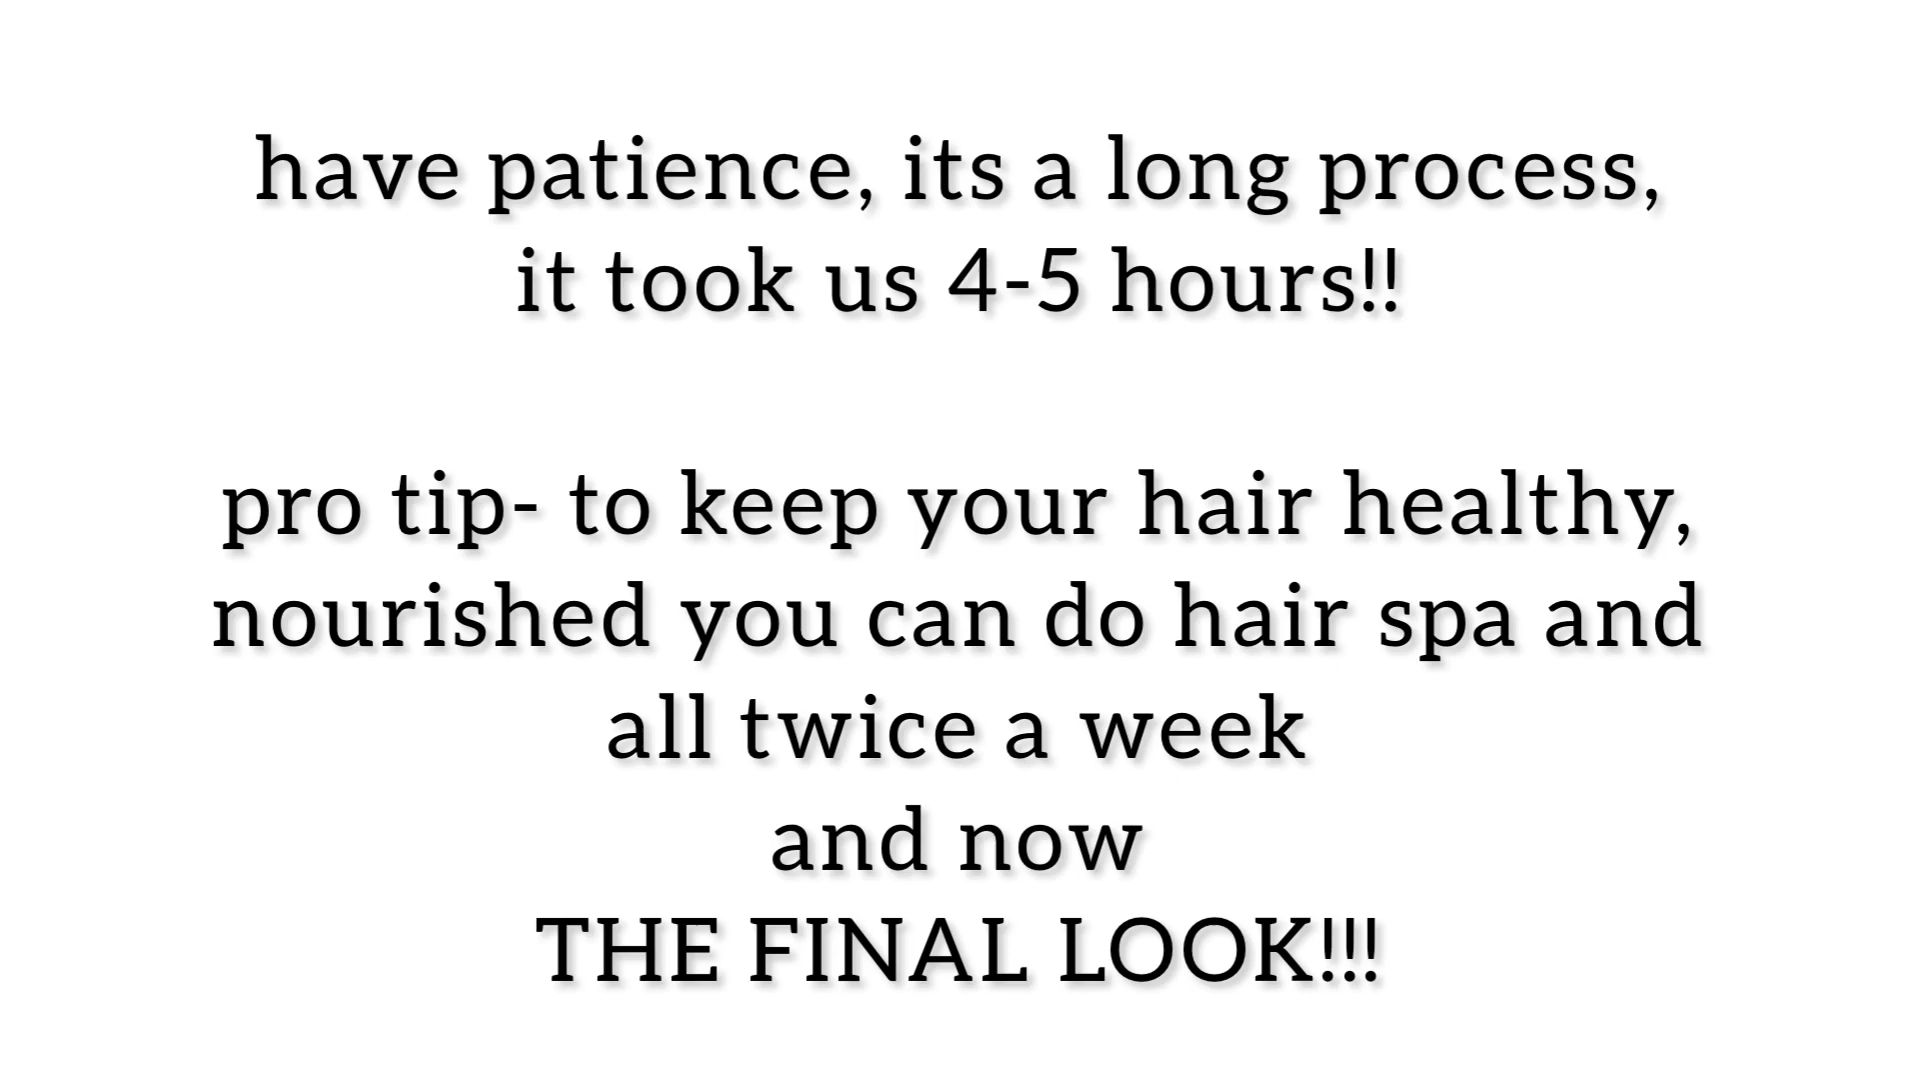 have patience, its a long process,
it took us 4-5 hours!!
pro tip- to keep your hair healthy,
nourished you can do hair spa and
all twice a week
and now
THE FINAL LOOK!!!